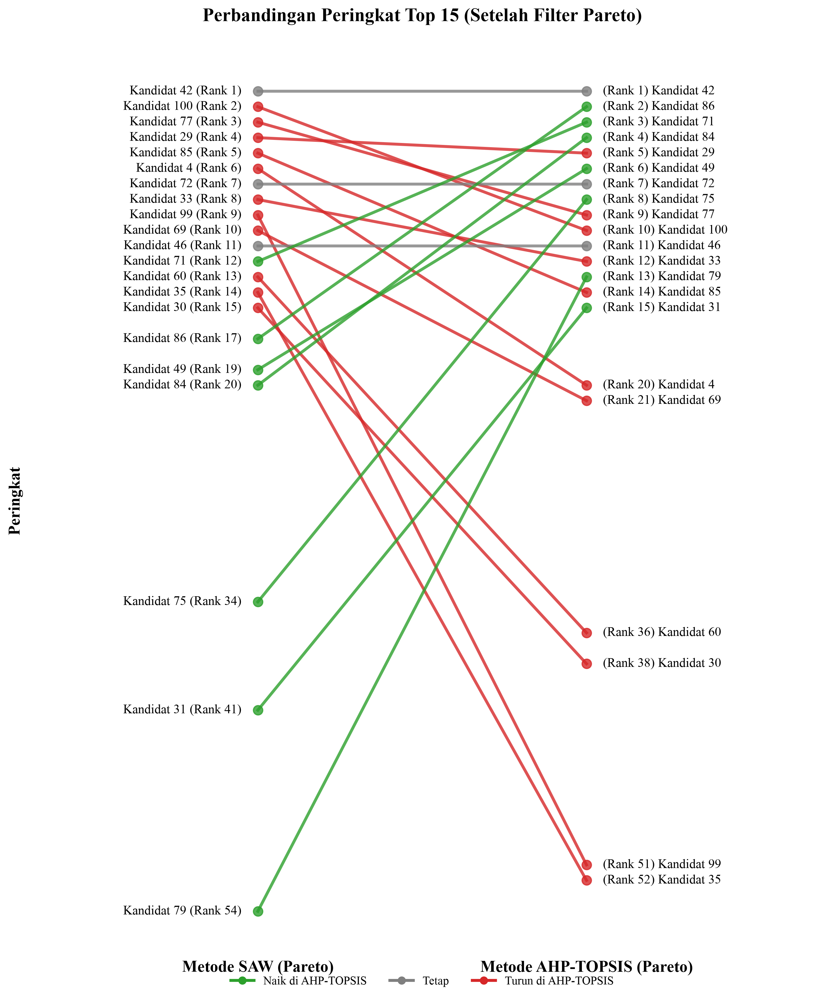 Perbandingan Peringkat Top 15 (Setelah Filter Pareto)
Kandidat 42 (Rank 1)
Kandidat 100 (Rank 2)
Kandidat 77 (Rank 3)
Kandidat 29 (Rank 4)
Kandidat 85 (Rank 5)
Kandidat 4 (Rank 6)
Kandidat 72 (Rank 7)
Kandidat 33 (Rank 8)
Kandidat 99 (Rank 9)
Kandidat 69 (Rank 10)
Kandidat 46 (Rank 11)
Kandidat 71 (Rank 12)
Kandidat 60 (Rank 13)
Kandidat 35 (Rank 14)
Kandidat 30 (Rank 15)
Kandidat 86 (Rank 17)
Kandidat 49 (Rank 19)
Kandidat 84 (Rank 20)
Kandidat 75 (Rank 34)
Kandidat 31 (Rank 41)
Kandidat 79 (Rank 54)
(Rank 1) Kandidat 42
(Rank 2) Kandidat 86
(Rank 3) Kandidat 71
(Rank 4) Kandidat 84
(Rank 5) Kandidat 29
(Rank 6) Kandidat 49
(Rank 7) Kandidat 72
(Rank 8) Kandidat 75
(Rank 9) Kandidat 77
(Rank 10) Kandidat 100
(Rank 11) Kandidat 46
(Rank 12) Kandidat 33
(Rank 13) Kandidat 79
(Rank 14) Kandidat 85
(Rank 15) Kandidat 31
(Rank 20) Kandidat 4
(Rank 21) Kandidat 69
(Rank 36) Kandidat 60
(Rank 38) Kandidat 30
(Rank 51) Kandidat 99
(Rank 52) Kandidat 35
Peringkat
Metode SAW (Pareto)
Metode AHP-TOPSIS (Pareto)
Naik di AHP-TOPSIS
Tetap
Turun di AHP-TOPSIS